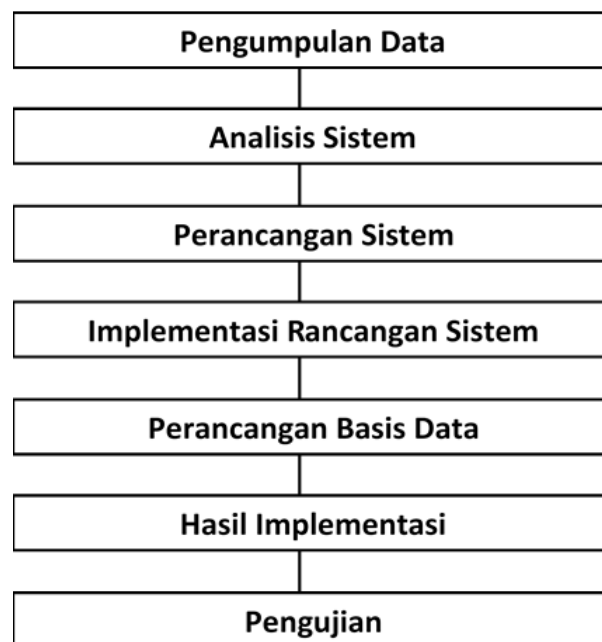 Pengumpulan Data
Analisis Sistem
Perancangan Sistem
Implementasi Rancangan Sistem
Perancangan Basis Data
Hasil Implementasi
Pengujian